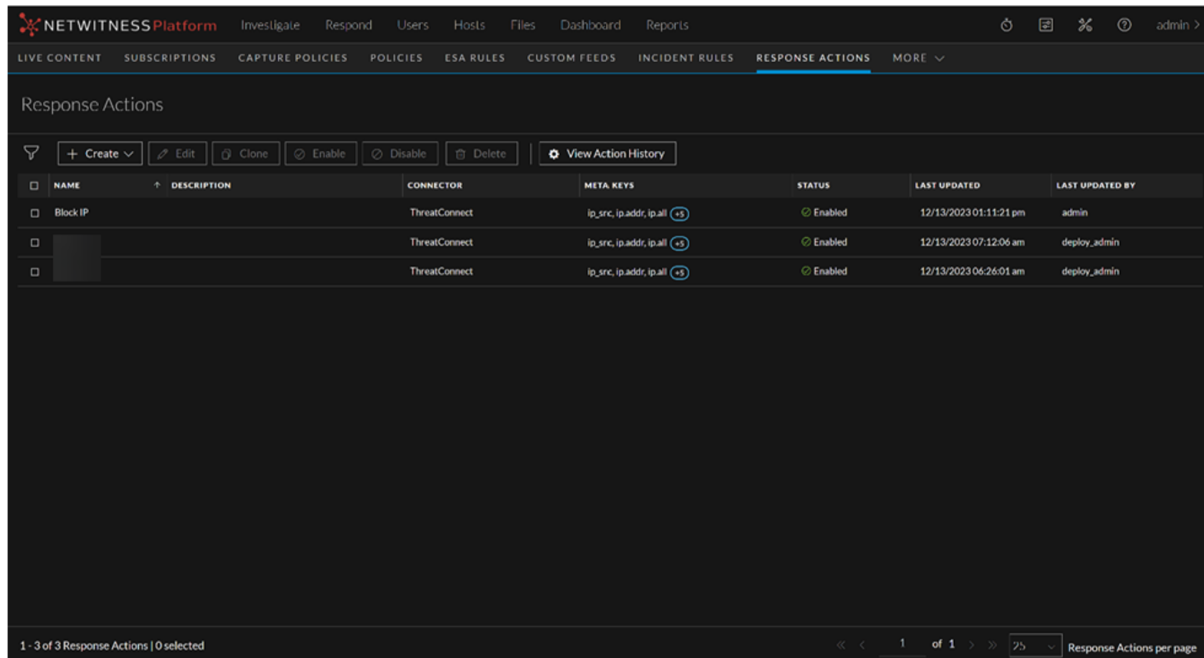 NETWITNESS Platform Investigate Respond Users Hosts Files Dashboard Reports admin >
LIVE CONTENT SUBSCRIPTIONS CAPTURE POLICIES POLICIES ESA RULES CUSTOM FEEDS INCIDENT RULES RESPONSE ACTIONS MORE
Response Actions
+ Create Edit Clone Enable Disable Delete View Action History
NAME ↑ DESCRIPTION CONNECTOR META KEYS STATUS LAST UPDATED LAST UPDATED BY
Block IP ThreatConnect ip_src, ip.addr, ip.all +5 Enabled 12/13/2023 01:11:21 pm admin
ThreatConnect ip_src, ip.addr, ip.all +5 Enabled 12/13/2023 07:12:06 am deploy_admin
ThreatConnect ip_src, ip.addr, ip.all +5 Enabled 12/13/2023 06:26:01 am deploy_admin
1 - 3 of 3 Response Actions | 0 selected « < 1 of 1 > » 25 Response Actions per page